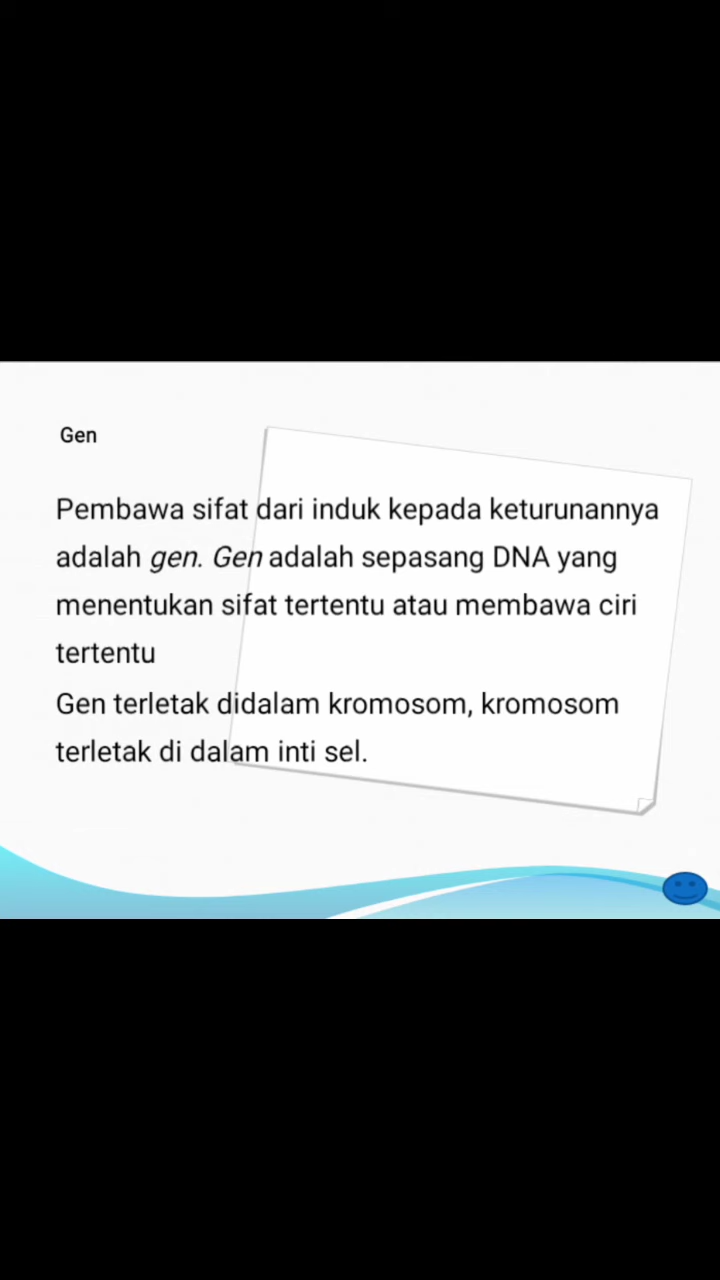 Gen
Pembawa sifat dari induk kepada keturunannya
adalah gen. Gen adalah sepasang DNA yang
menentukan sifat tertentu atau membawa ciri
tertentu
Gen terletak didalam kromosom, kromosom
terletak di dalam inti sel.